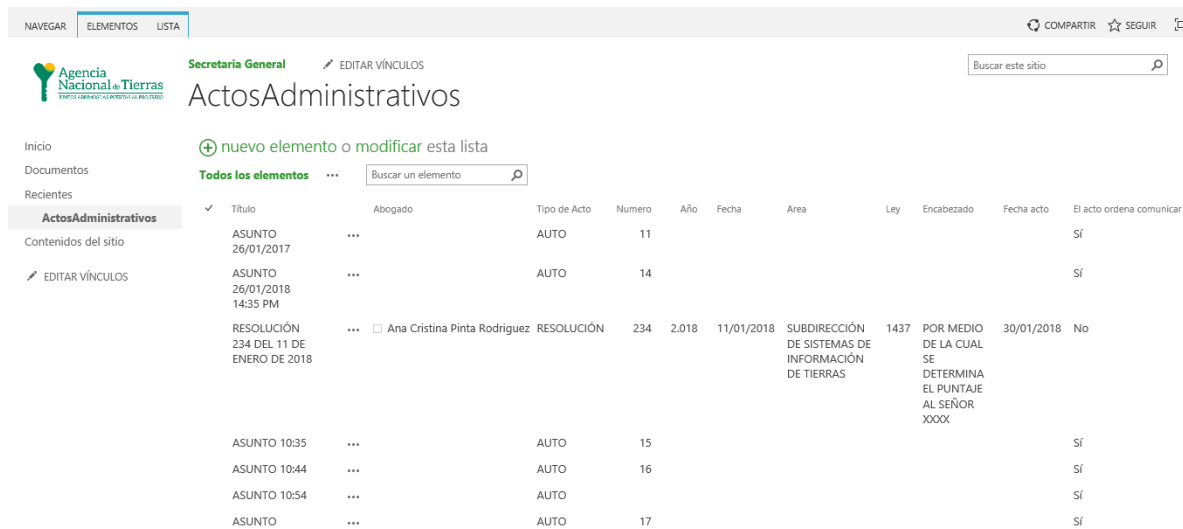 NAVEGAR ELEMENTOS LISTA COMPARTIR SEGUIR
Agencia
Nacional de Tierras
Secretaria General EDITAR VÍNCULOS Buscar este sitio
ActosAdministrativos
Inicio
Documentos
Recientes
ActosAdministrativos
Contenidos del sitio
EDITAR VÍNCULOS
nuevo elemento o modificar esta lista
Todos los elementos ... Buscar un elemento
Título Abogado Tipo de Acto Numero Año Fecha Area Ley Encabezado Fecha acto El acto ordena comunicar
ASUNTO ... AUTO 11 Sí
26/01/2017
ASUNTO ... AUTO 14 Sí
26/01/2018
14:35 PM
RESOLUCIÓN ... Ana Cristina Pinta Rodriguez RESOLUCIÓN 234 2.018 11/01/2018 SUBDIRECCIÓN 1437 POR MEDIO 30/01/2018 No
234 DEL 11 DE DE SISTEMAS DE DE LA CUAL
ENERO DE 2018 INFORMACIÓN SE
DE TIERRAS DETERMINA
EL PUNTAJE
AL SEÑOR
XXXX
ASUNTO 10:35 ... AUTO 15 Sí
ASUNTO 10:44 ... AUTO 16 Sí
ASUNTO 10:54 ... AUTO Sí
ASUNTO ... AUTO 17 Sí